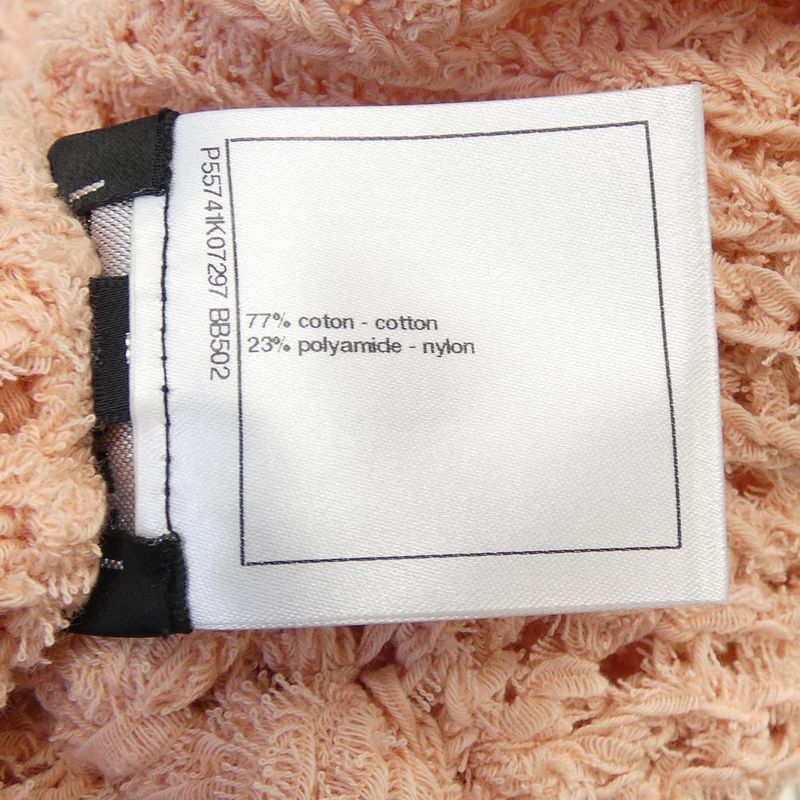 P55741K07297 BB502
77% coton - cotton
23% polyamide - nylon